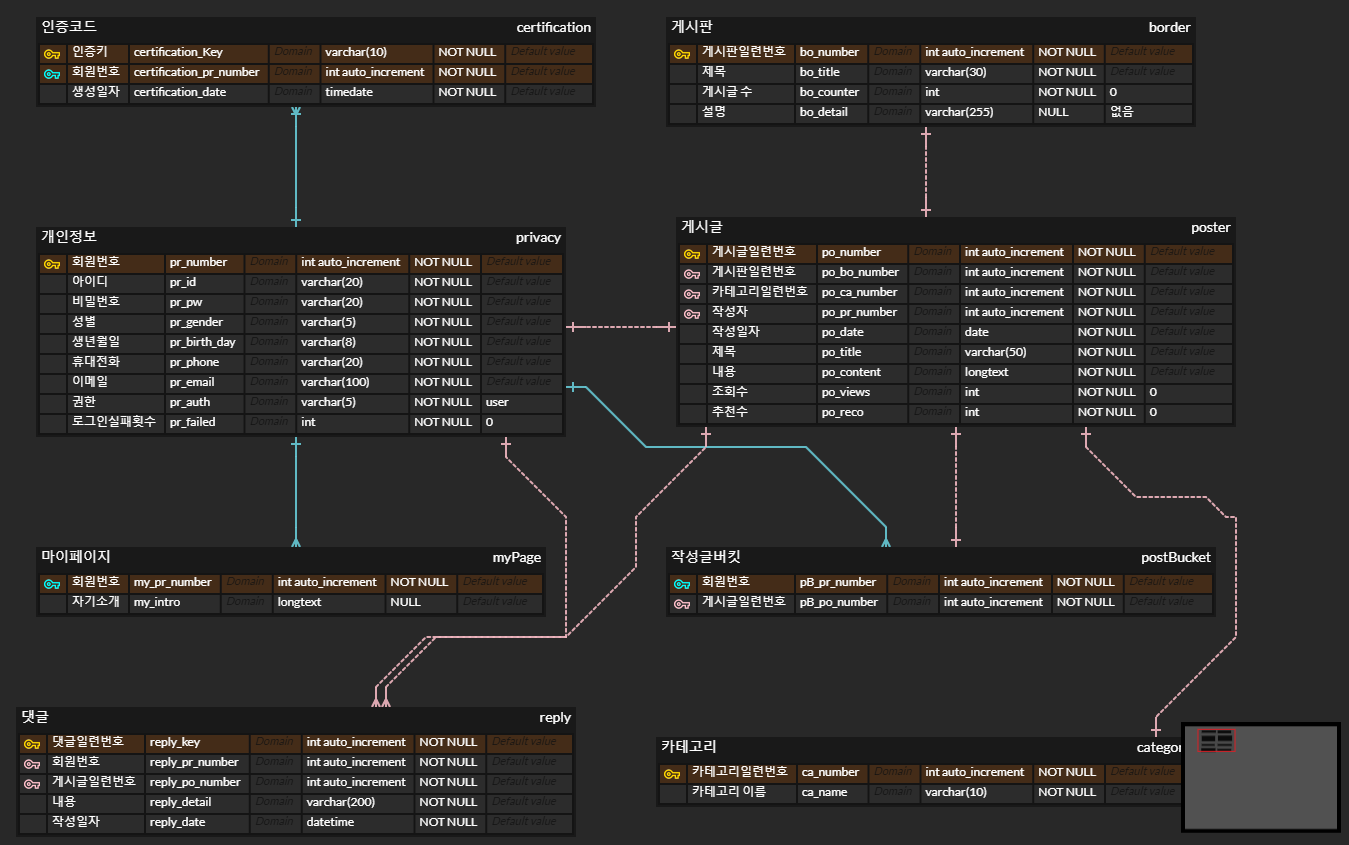 인증코드 certification
인증키 certification_Key Domain varchar(10) NOT NULL Default value
회원번호 certification_pr_number Domain int auto_increment NOT NULL Default value
생성일자 certification_date Domain timedate NOT NULL Default value
게시판 border
게시판일련번호 bo_number Domain int auto_increment NOT NULL Default value
제목 bo_title Domain varchar(30) NOT NULL Default value
게시글 수 bo_counter Domain int NOT NULL 0
설명 bo_detail Domain varchar(255) NULL 없음
개인정보 privacy
회원번호 pr_number Domain int auto_increment NOT NULL Default value
아이디 pr_id Domain varchar(20) NOT NULL Default value
비밀번호 pr_pw Domain varchar(20) NOT NULL Default value
성별 pr_gender Domain varchar(5) NOT NULL Default value
생년월일 pr_birth_day Domain varchar(8) NOT NULL Default value
휴대전화 pr_phone Domain varchar(20) NOT NULL Default value
이메일 pr_email Domain varchar(100) NOT NULL Default value
권한 pr_auth Domain varchar(5) NOT NULL user
로그인실패횟수 pr_failed Domain int NOT NULL 0
게시글 poster
게시글일련번호 po_number Domain int auto_increment NOT NULL Default value
게시판일련번호 po_bo_number Domain int auto_increment NOT NULL Default value
카테고리일련번호 po_ca_number Domain int auto_increment NOT NULL Default value
작성자 po_pr_number Domain int auto_increment NOT NULL Default value
작성일자 po_date Domain date NOT NULL Default value
제목 po_title Domain varchar(50) NOT NULL Default value
내용 po_content Domain longtext NOT NULL Default value
조회수 po_views Domain int NOT NULL 0
추천수 po_reco Domain int NOT NULL 0
마이페이지 myPage
회원번호 my_pr_number Domain int auto_increment NOT NULL Default value
자기소개 my_intro Domain longtext NULL Default value
작성글버킷 postBucket
회원번호 pB_pr_number Domain int auto_increment NOT NULL Default value
게시글일련번호 pB_po_number Domain int auto_increment NOT NULL Default value
댓글 reply
댓글일련번호 reply_key Domain int auto_increment NOT NULL Default value
회원번호 reply_pr_number Domain int auto_increment NOT NULL Default value
게시글일련번호 reply_po_number Domain int auto_increment NOT NULL Default value
내용 reply_detail Domain varchar(200) NOT NULL Default value
작성일자 reply_date Domain datetime NOT NULL Default value
카테고리 categor
카테고리일련번호 ca_number Domain int auto_increment NOT NULL Default value
카테고리 이름 ca_name Domain varchar(10) NOT NULL Default value